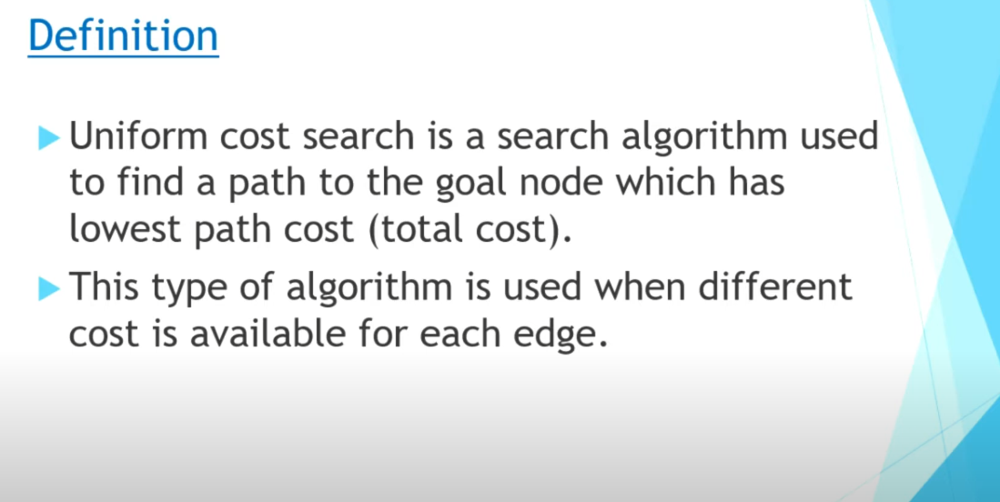 Definition
Uniform cost search is a search algorithm used
to find a path to the goal node which has
lowest path cost (total cost).
This type of algorithm is used when different
cost is available for each edge.